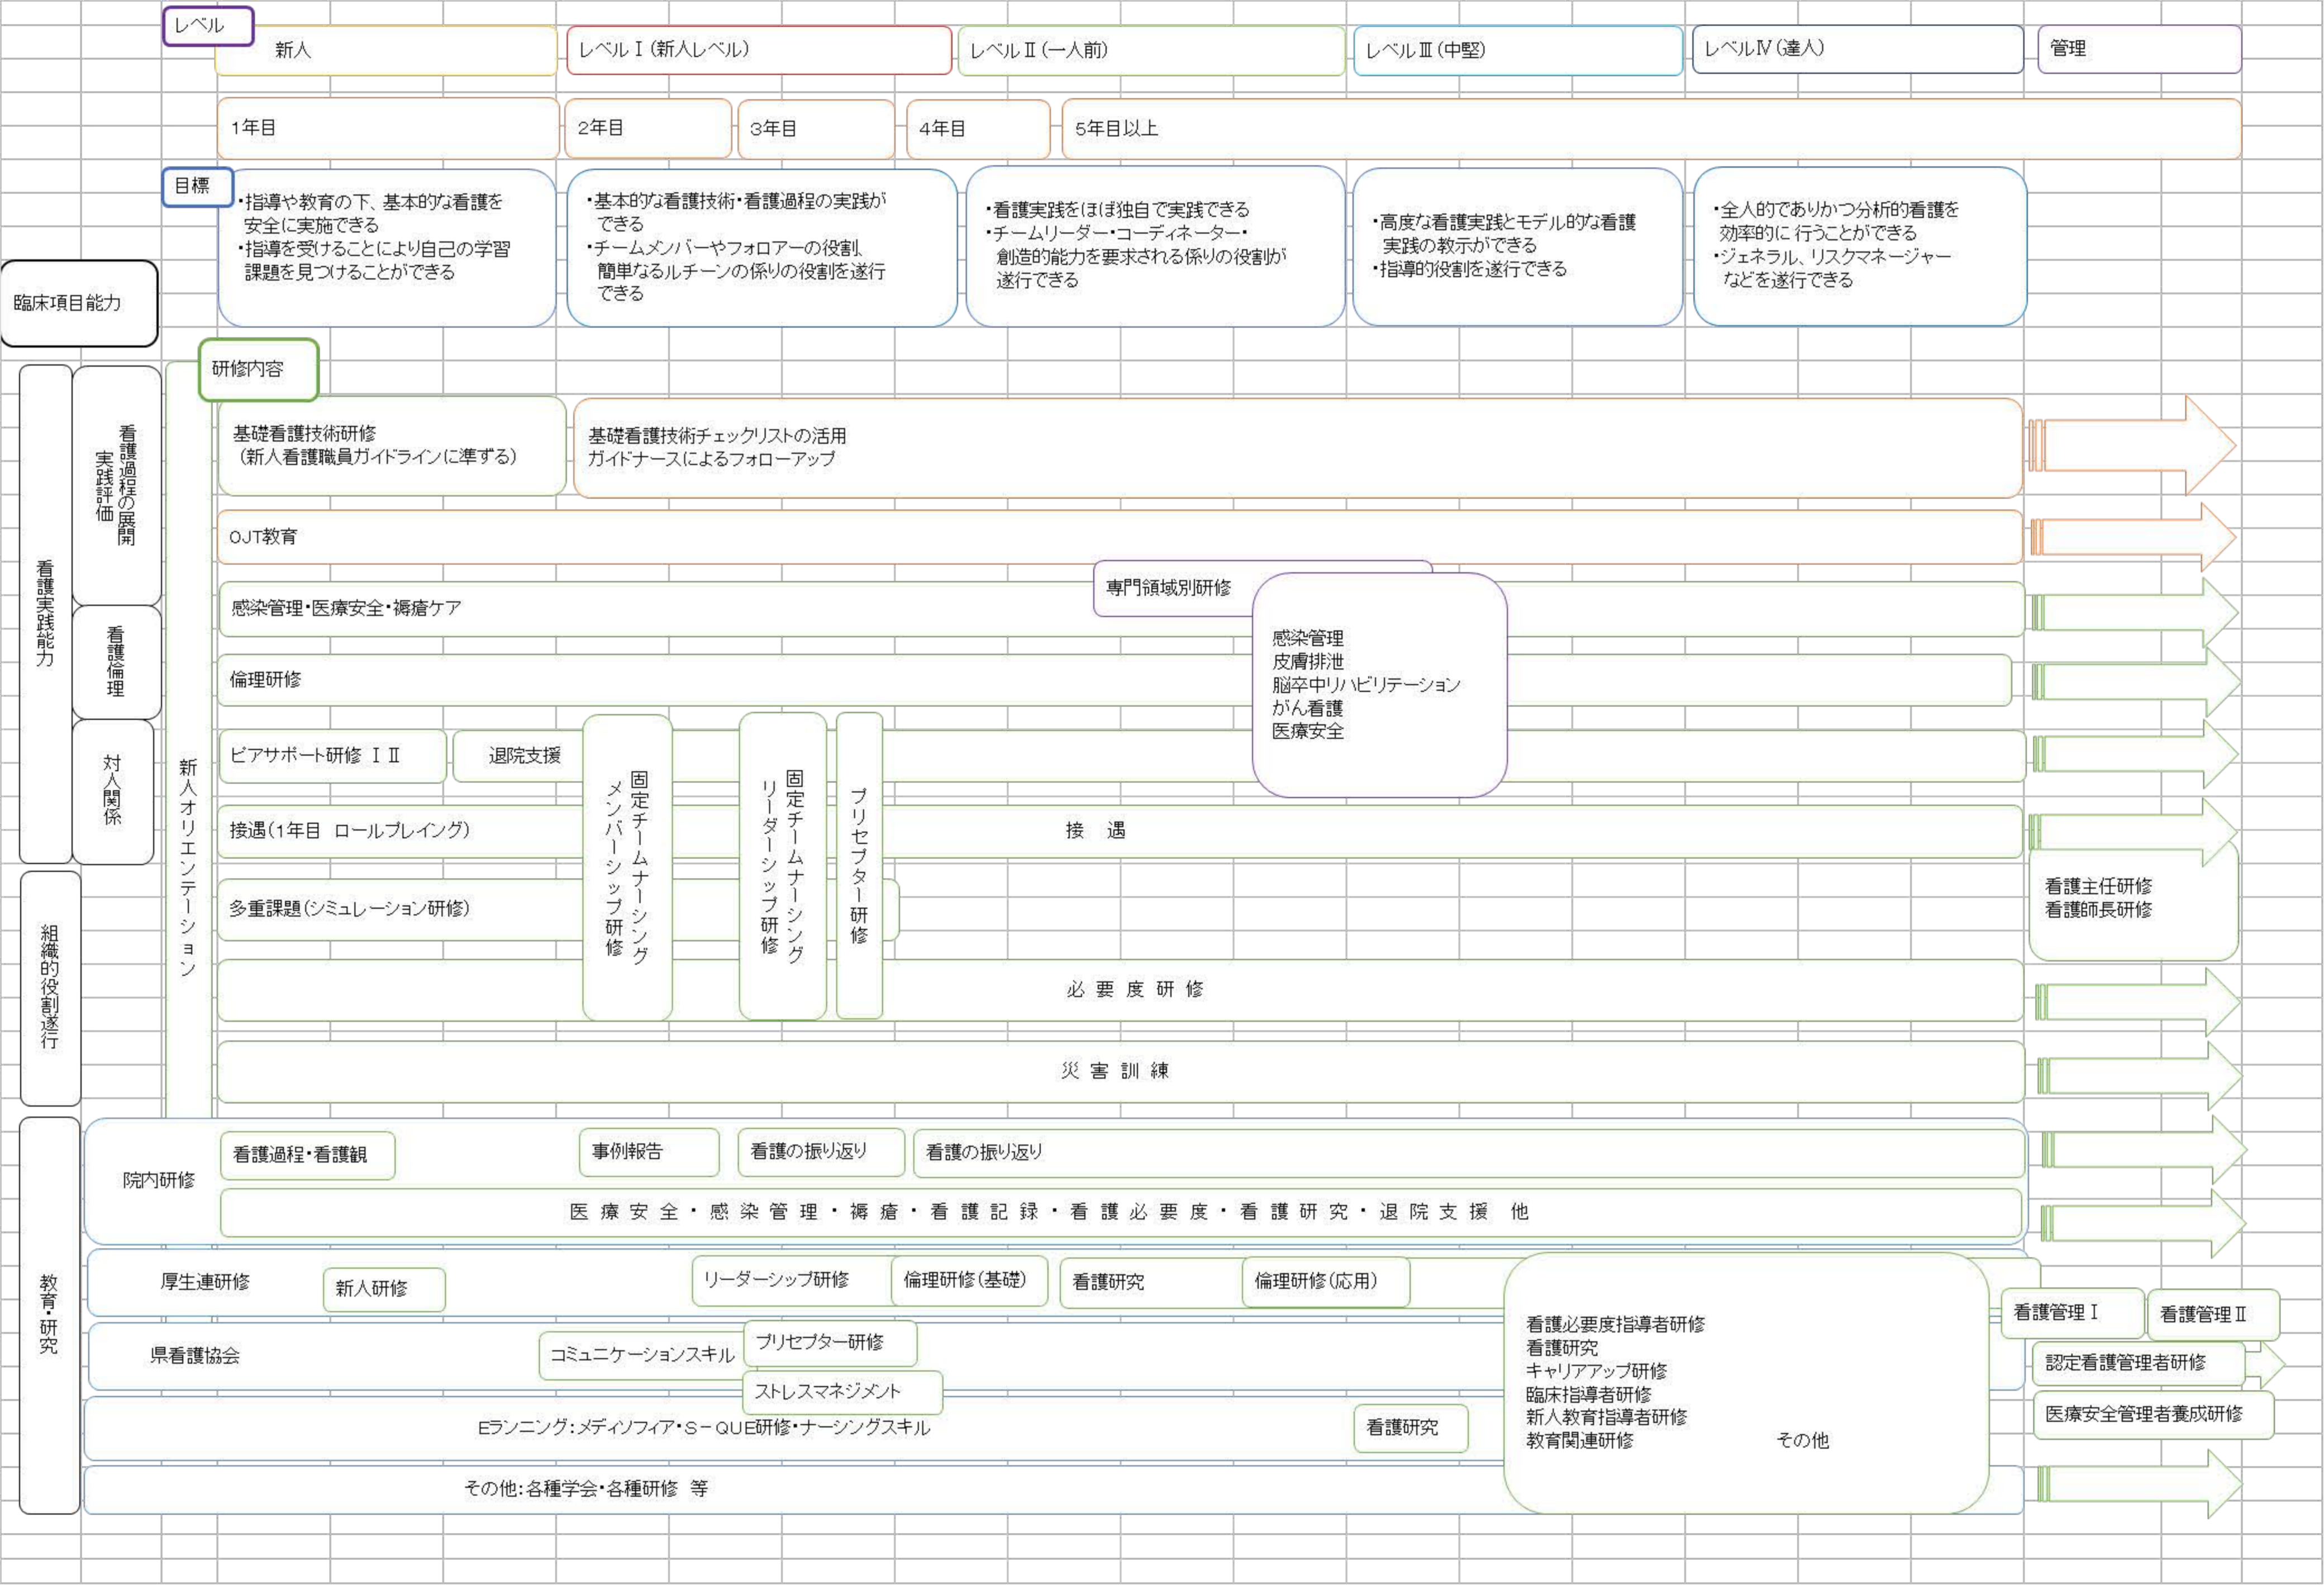 レベル
新人
レベルⅠ(新人レベル)
レベルⅡ(一人前)
レベルⅢ(中堅)
レベルⅣ(達人)
管理
1年目
2年目
3年目
4年目
5年目以上
目標
・指導や教育の下、基本的な看護を
安全に実施できる
・指導を受けることにより自己の学習
課題を見つけることができる
・基本的な看護技術・看護過程の実践が
できる
・チームメンバーやフォロアーの役割、
簡単なるルチーンの係りの役割を遂行
できる
・看護実践をほぼ独自で実践できる
・チームリーダー・コーディネーター・
創造的能力を要求される係りの役割が
遂行できる
・高度な看護実践とモデル的な看護
実践の教示ができる
・指導的役割を遂行できる
・全人的でありかつ分析的看護を
効率的に 行うことができる
・ジェネラル、リスクマネージャー
などを遂行できる
臨床項目能力
研修内容
看護実践能力
看護過程の展開
実践評価
看護倫理
対人関係
新人オリエンテーション
基礎看護技術研修
(新人看護職員ガイドラインに準ずる)
基礎看護技術チェックリストの活用
ガイドナースによるフォローアップ
OJT教育
感染管理・医療安全・褥瘡ケア
専門領域別研修
感染管理
皮膚排泄
脳卒中リハビリテーション
がん看護
医療安全
倫理研修
ピアサポート研修 Ⅰ Ⅱ
退院支援
固定チームナーシング
メンバーシップ研修
固定チームナーシング
リーダーシップ研修
プリセプター研修
接遇(1年目 ロールプレイング)
接 遇
組織的役割遂行
多重課題(シミュレーション研修)
看護主任研修
看護師長研修
必 要 度 研 修
災 害 訓 練
教育・研究
院内研修
看護過程・看護観
事例報告
看護の振り返り
看護の振り返り
医 療 安 全 ・ 感 染 管 理 ・ 褥 瘡 ・ 看 護 記 録 ・ 看 護 必 要 度 ・ 看 護 研 究 ・ 退 院 支 援 他
厚生連研修
新人研修
リーダーシップ研修
倫理研修(基礎)
看護研究
倫理研修(応用)
看護管理Ⅰ
看護管理Ⅱ
県看護協会
コミュニケーションスキル
プリセプター研修
ストレスマネジメント
看護必要度指導者研修
看護研究
キャリアアップ研修
臨床指導者研修
新人教育指導者研修
教育関連研修 その他
認定看護管理者研修
医療安全管理者養成研修
Eランニング:メディソフィア・S-QUE研修・ナーシングスキル
看護研究
その他:各種学会・各種研修 等